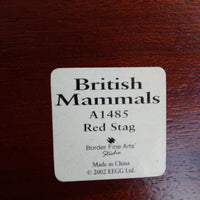 British
Mammals
A1485
Red Stag
Border Fine Arts
Studio
Made in China
© 2002 EEGG Ltd.